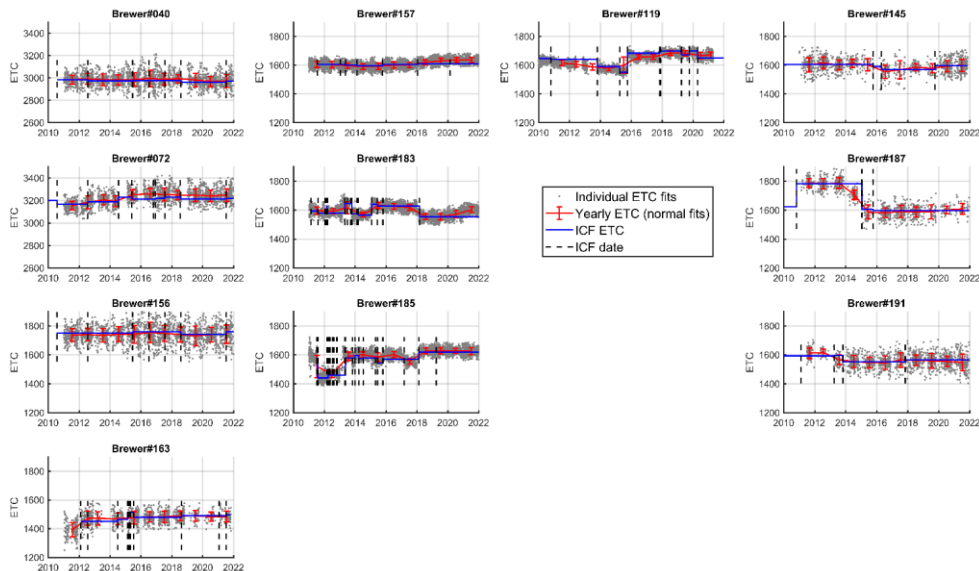 Brewer#040
ETC
3400
3200
3000
2800
2600
2010 2012 2014 2016 2018 2020 2022
Brewer#157
ETC
1800
1600
1400
1200
2010 2012 2014 2016 2018 2020 2022
Brewer#119
ETC
1800
1600
1400
1200
2010 2012 2014 2016 2018 2020 2022
Brewer#145
ETC
1800
1600
1400
1200
2010 2012 2014 2016 2018 2020 2022
Brewer#072
ETC
3400
3200
3000
2800
2600
2010 2012 2014 2016 2018 2020 2022
Brewer#183
ETC
1800
1600
1400
1200
2010 2012 2014 2016 2018 2020 2022
Individual ETC fits
Yearly ETC (normal fits)
ICF ETC
ICF date
Brewer#187
ETC
1800
1600
1400
1200
2010 2012 2014 2016 2018 2020 2022
Brewer#156
ETC
1800
1600
1400
1200
2010 2012 2014 2016 2018 2020 2022
Brewer#185
ETC
1800
1600
1400
1200
2010 2012 2014 2016 2018 2020 2022
Brewer#191
ETC
1800
1600
1400
1200
2010 2012 2014 2016 2018 2020 2022
Brewer#163
ETC
1800
1600
1400
1200
2010 2012 2014 2016 2018 2020 2022